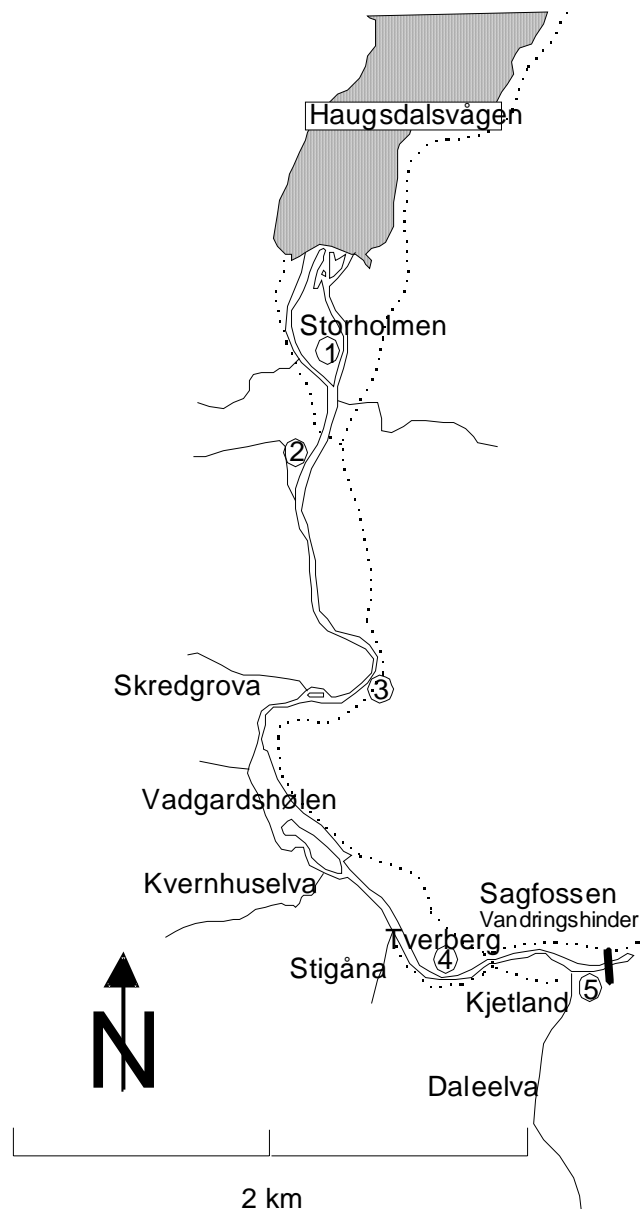 Haugsdalsvågen
Storholmen
1
2
Skredgrova
3
Vadgardshølen
Kvernhuselva
Sagfossen
Vandringshinder
Tverberg
4
Stigåna
Kjetland
5
N
Daleelva
2 km